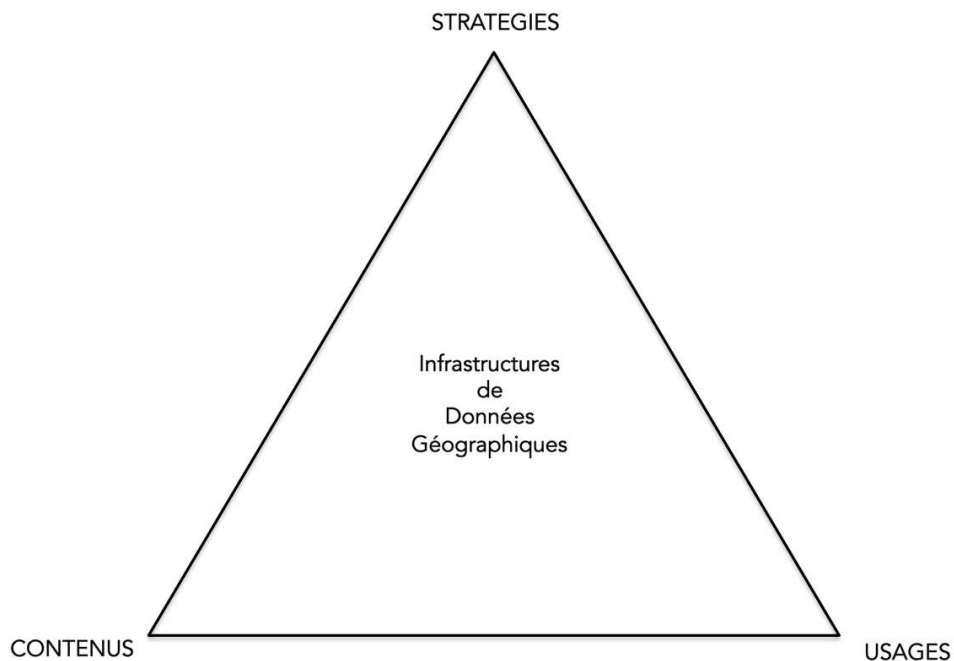 STRATEGIES
Infrastructures
de
Données
Géographiques
CONTENUS
USAGES